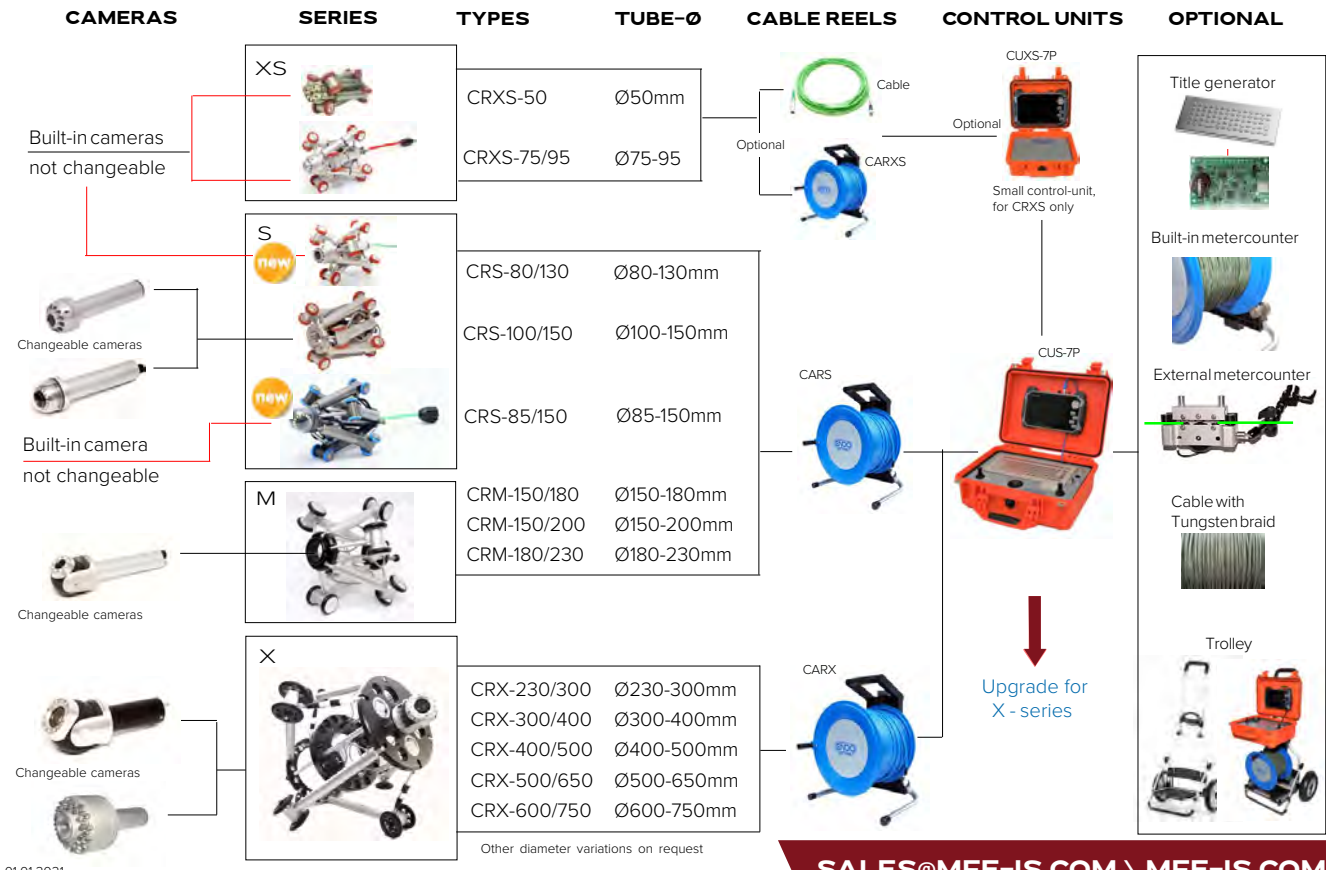 CAMERAS
SERIES
TYPES
TUBE-Ø
CABLE REELS
CONTROL UNITS
OPTIONAL
Built-in cameras
not changeable
Changeable cameras
Built-in camera
not changeable
Changeable cameras
Changeable cameras
XS
S
new
new
M
X
CRXS-50 Ø50mm
CRXS-75/95 Ø75-95
CRS-80/130 Ø80-130mm
CRS-100/150 Ø100-150mm
CRS-85/150 Ø85-150mm
CRM-150/180 Ø150-180mm
CRM-150/200 Ø150-200mm
CRM-180/230 Ø180-230mm
CRX-230/300 Ø230-300mm
CRX-300/400 Ø300-400mm
CRX-400/500 Ø400-500mm
CRX-500/650 Ø500-650mm
CRX-600/750 Ø600-750mm
Other diameter variations on request
Cable
Optional
CARXS
CARS
CARX
CUXS-7P
Optional
Small control-unit,
for CRXS only
CUS-7P
Upgrade for
X - series
Title generator
Built-in metercounter
External metercounter
Cable with
Tungsten braid
Trolley
01.01.2021